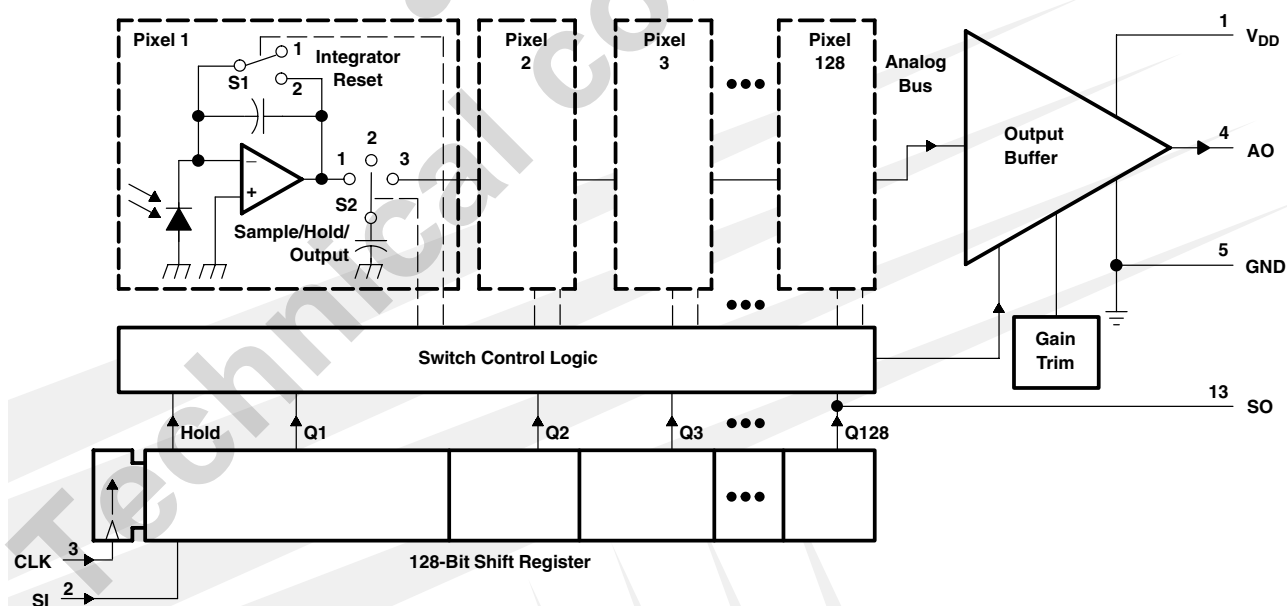 Pixel 1
1
Integrator
Reset
S1
2
−
+
1
2
3
S2
Sample/Hold/
Output
Pixel
2
Pixel
3
Pixel
128
Analog
Bus
Output
Buffer
1
VDD
4
AO
5
GND
Gain
Trim
Switch Control Logic
13
SO
Hold
Q1
Q2
Q3
Q128
CLK
3
128-Bit Shift Register
SI
2
Technical co